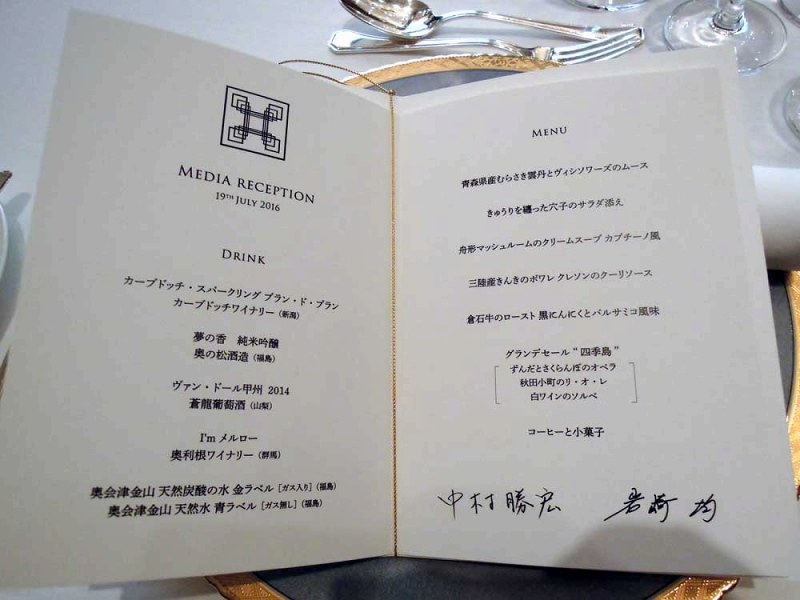 MEDIA RECEPTION
19TH JULY 2016
DRINK
カーブドッチ・スパークリング ブラン・ド・ブラン
カーブドッチワイナリー（新潟）
夢の香 純米吟醸
奥の松酒造（福島）
ヴァン・ドール甲州 2014
蒼龍葡萄酒（山梨）
I'm メルロー
奥利根ワイナリー（群馬）
奥会津金山 天然炭酸の水 金ラベル［ガス入り］（福島）
奥会津金山 天然水 青ラベル［ガス無し］（福島）
MENU
青森県産むらさき雲丹とヴィシソワーズのムース
きゅうりを纏った穴子のサラダ添え
舟形マッシュルームのクリームスープ カプチーノ風
三陸産きんきのポワレ クレソンのクーリソース
倉石牛のロースト 黒にんにくとバルサミコ風味
グランデセール “四季島”
ずんだとさくらんぼのオペラ
秋田小町のリ・オ・レ
白ワインのソルベ
コーヒーと小菓子
中村勝宏 岩崎 均